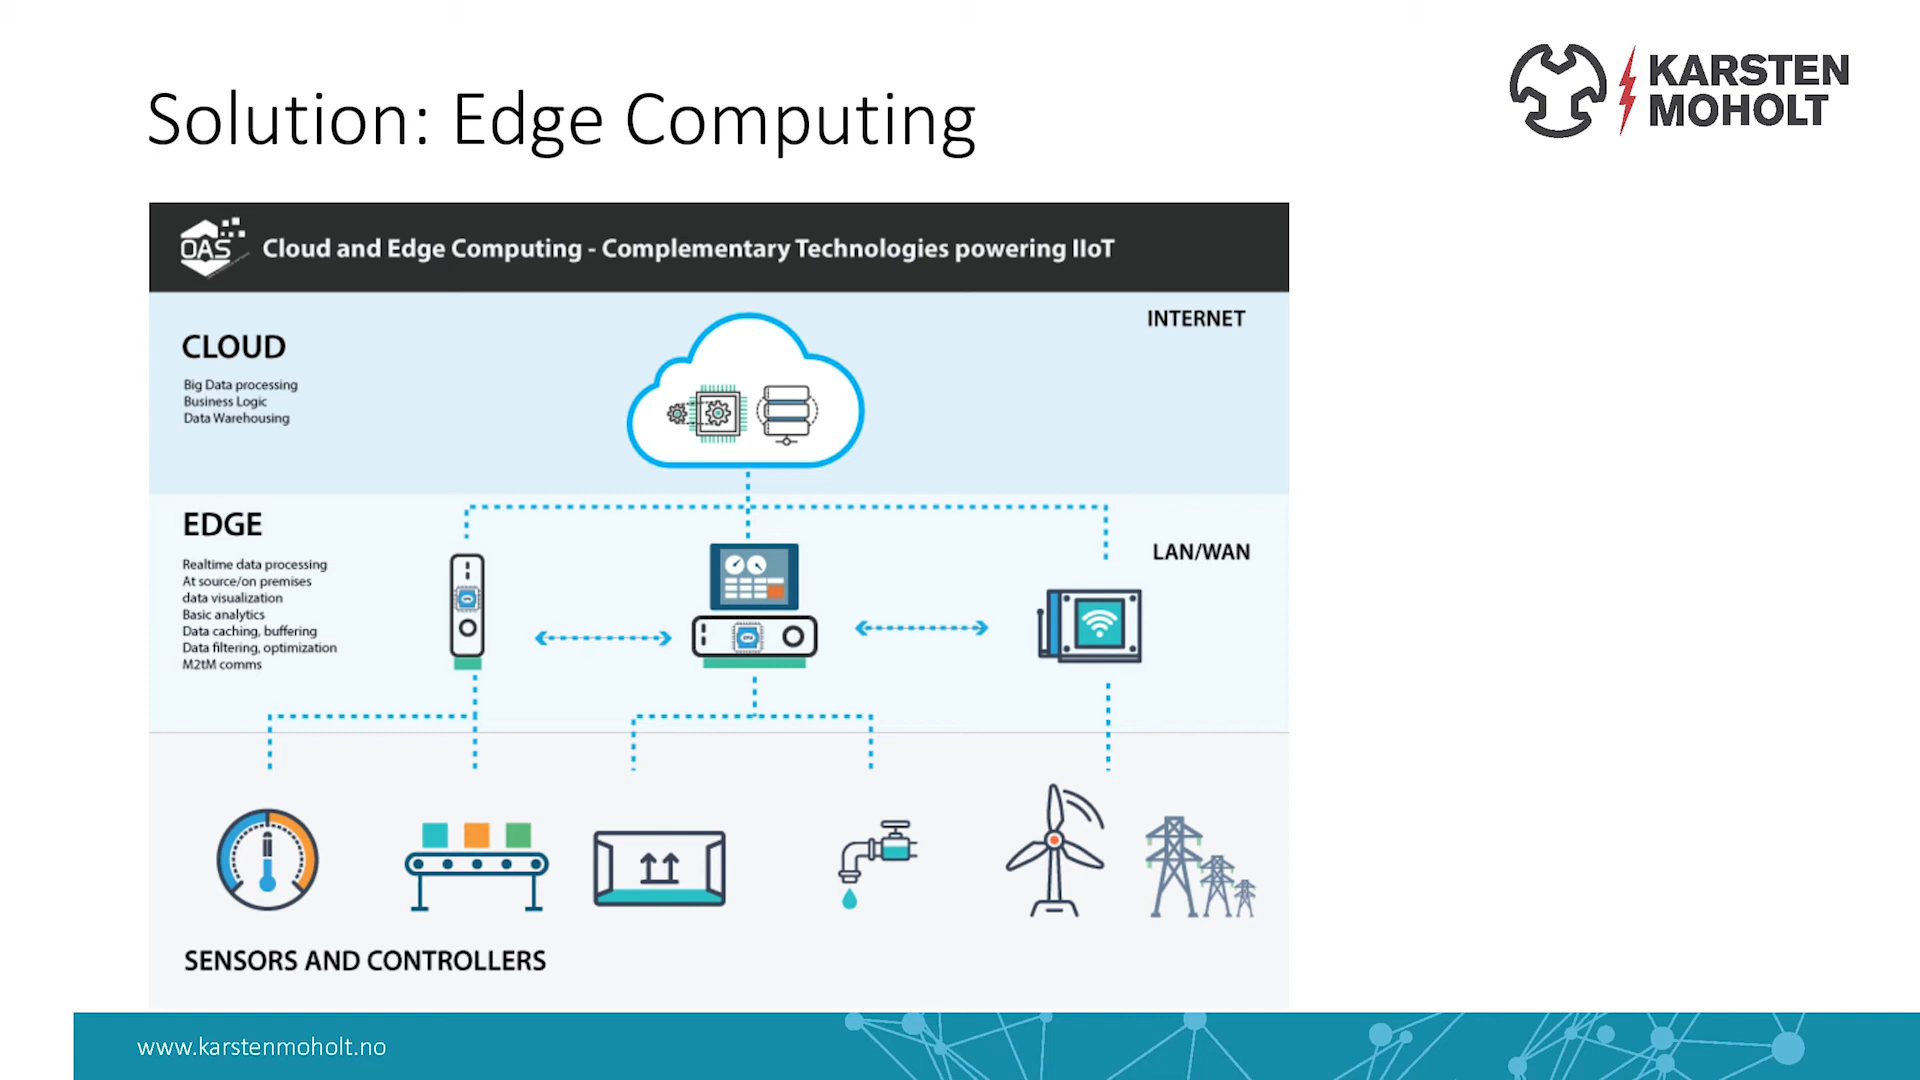 Solution: Edge Computing
KARSTEN
MOHOLT
OAS
Cloud and Edge Computing - Complementary Technologies powering IIoT
INTERNET
CLOUD
Big Data processing
Business Logic
Data Warehousing
EDGE
LAN/WAN
Realtime data processing
At source/on premises
data visualization
Basic analytics
Data caching, buffering
Data filtering, optimization
M2tM comms
SENSORS AND CONTROLLERS
www.karstenmoholt.no